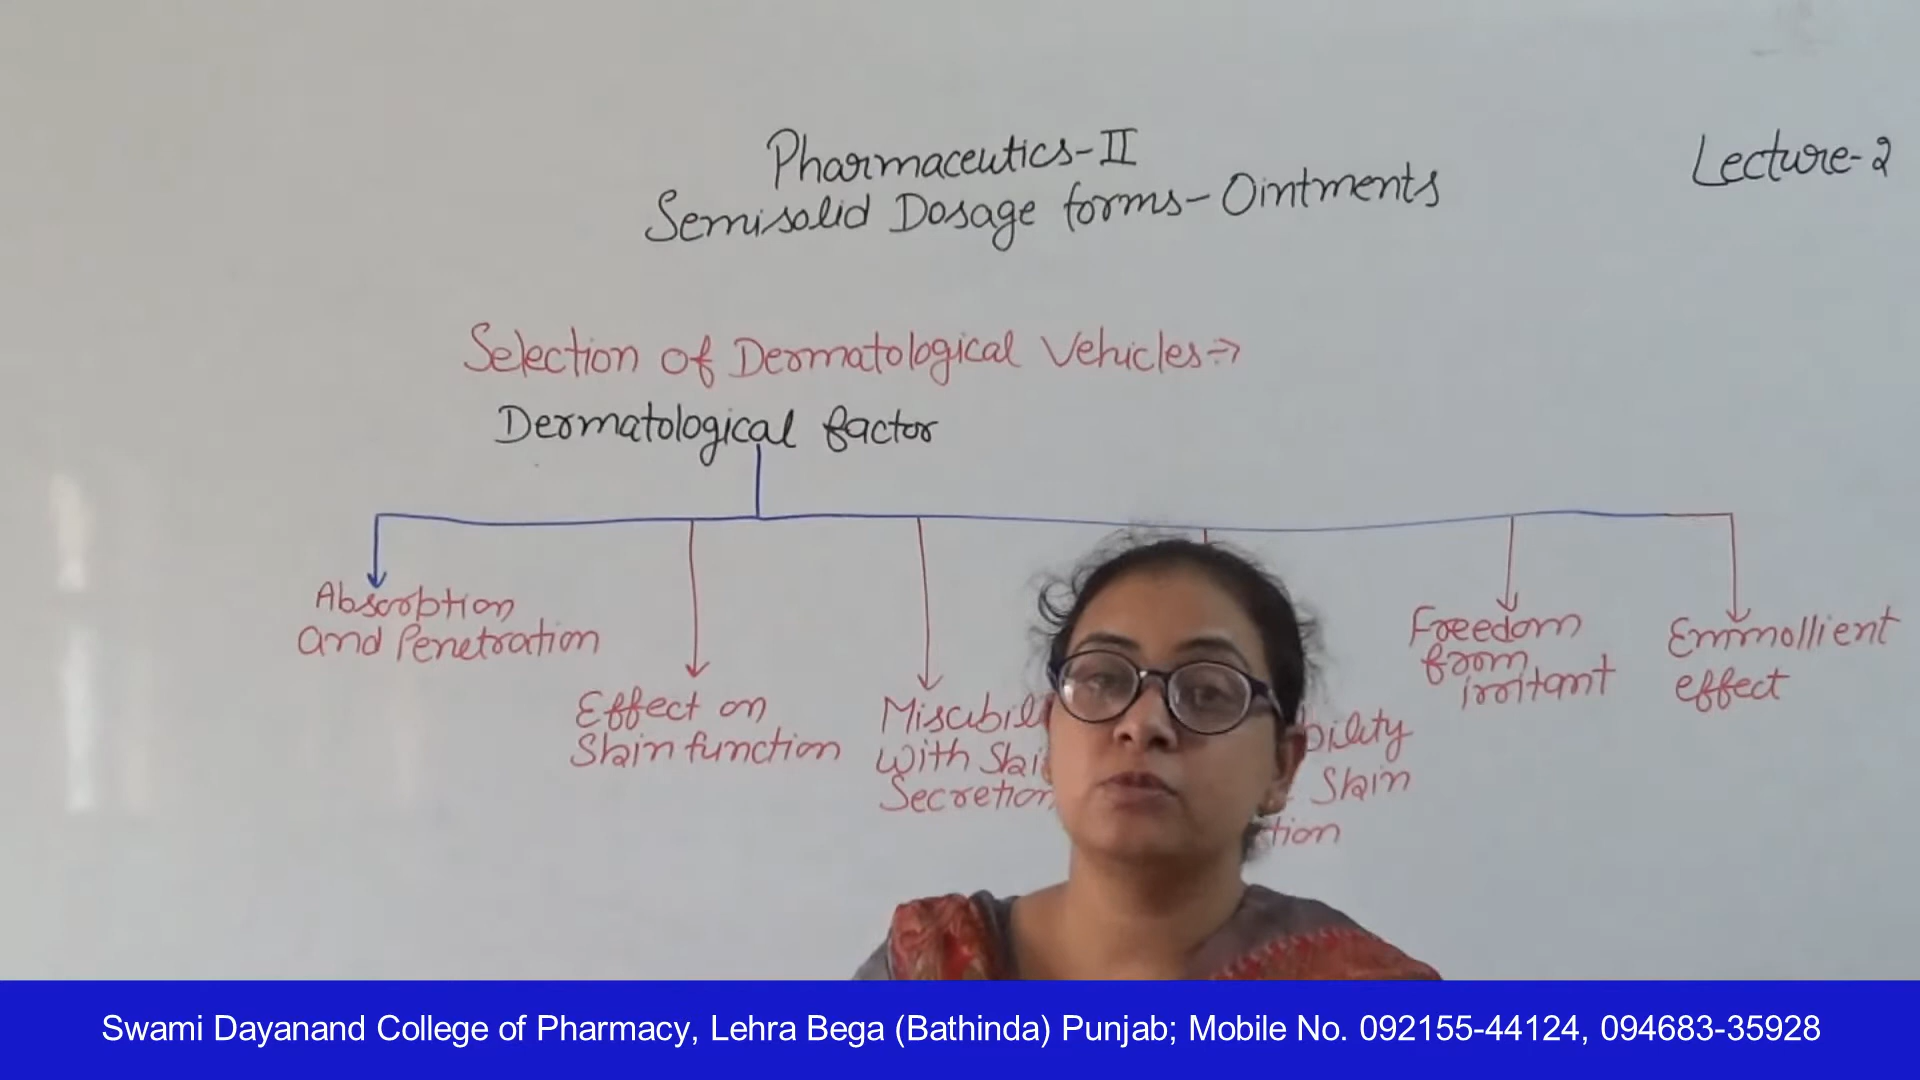 Pharmaceutics-II
Lecture-2
Semisolid Dosage forms-Ointments
Selection of Dermatological Vehicles÷→
Dermatological factor
Absorption
and Penetration
Effect on
Skin function
With
Skin
Freedom
from
irritant
Emmollient
effect
Swami Dayanand College of Pharmacy, Lehra Bega (Bathinda) Punjab; Mobile No. 092155-44124, 094683-35928